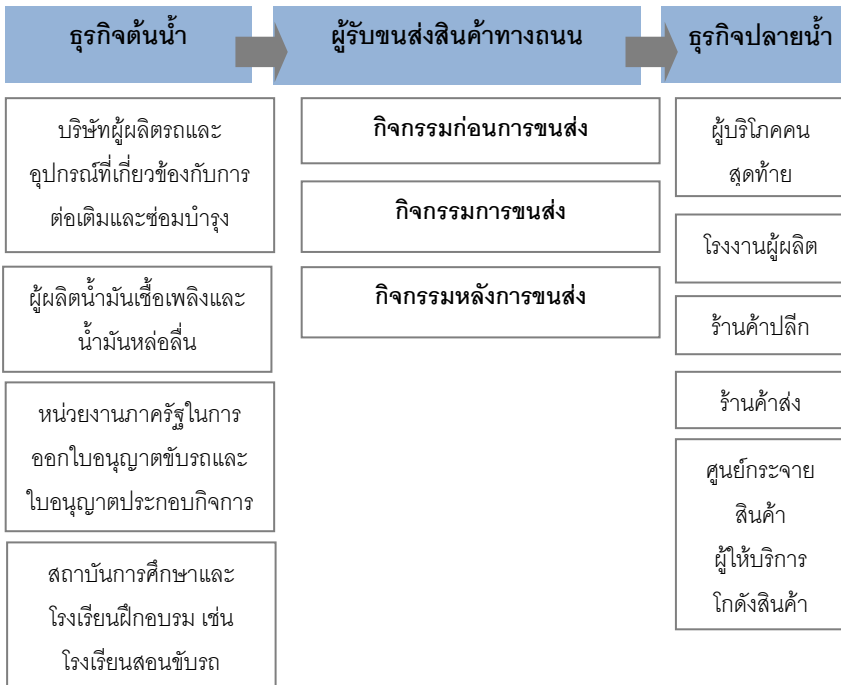 ธุรกิจต้นน้ำ
ผู้รับขนส่งสินค้าทางถนน
ธุรกิจปลายน้ำ
บริษัทผู้ผลิตรถและ
อุปกรณ์ที่เกี่ยวข้องกับการ
ต่อเติมและซ่อมบำรุง
ผู้ผลิตน้ำมันเชื้อเพลิงและ
น้ำมันหล่อลื่น
หน่วยงานภาครัฐในการ
ออกใบอนุญาตขับรถและ
ใบอนุญาตประกอบกิจการ
สถาบันการศึกษาและ
โรงเรียนฝึกอบรม เช่น
โรงเรียนสอนขับรถ
กิจกรรมก่อนการขนส่ง
กิจกรรมการขนส่ง
กิจกรรมหลังการขนส่ง
ผู้บริโภคคน
สุดท้าย
โรงงานผู้ผลิต
ร้านค้าปลีก
ร้านค้าส่ง
ศูนย์กระจาย
สินค้า
ผู้ให้บริการ
โกดังสินค้า